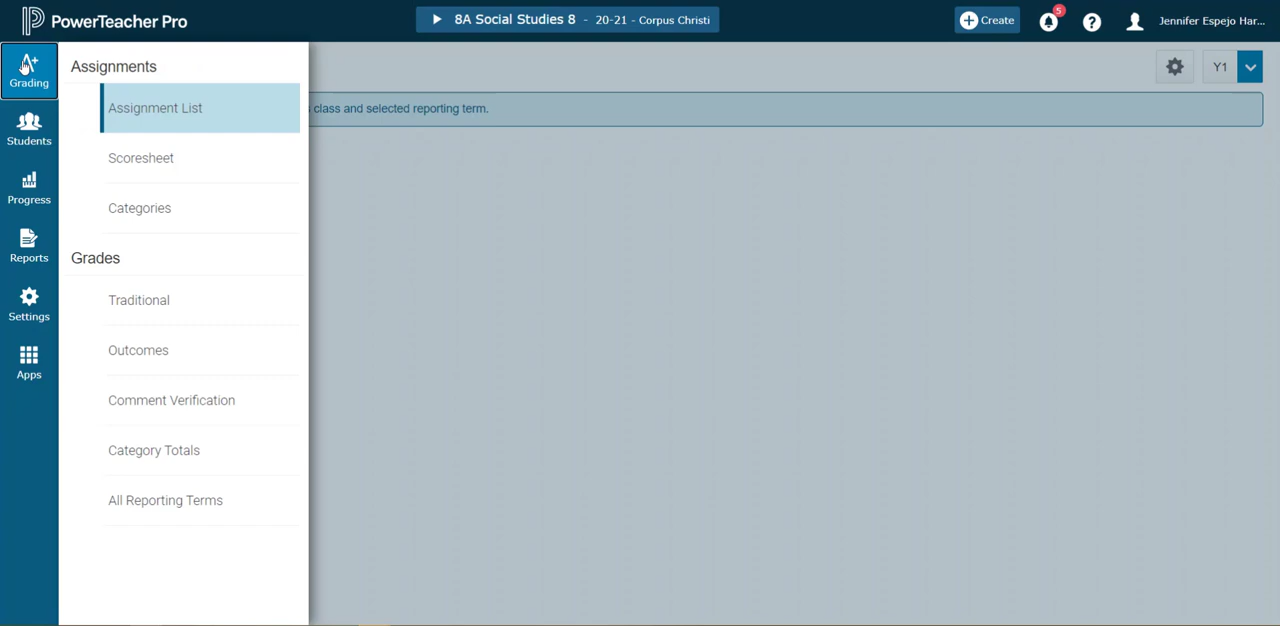 PowerTeacher Pro
8A Social Studies 8 - 20-21 - Corpus Christi
Create
5
?
Jennifer Espejo Har...
A+
Grading
Students
Progress
Reports
Settings
Apps
Assignments
Assignment List
Scoresheet
Categories
Grades
Traditional
Outcomes
Comment Verification
Category Totals
All Reporting Terms
Y1
class and selected reporting term.